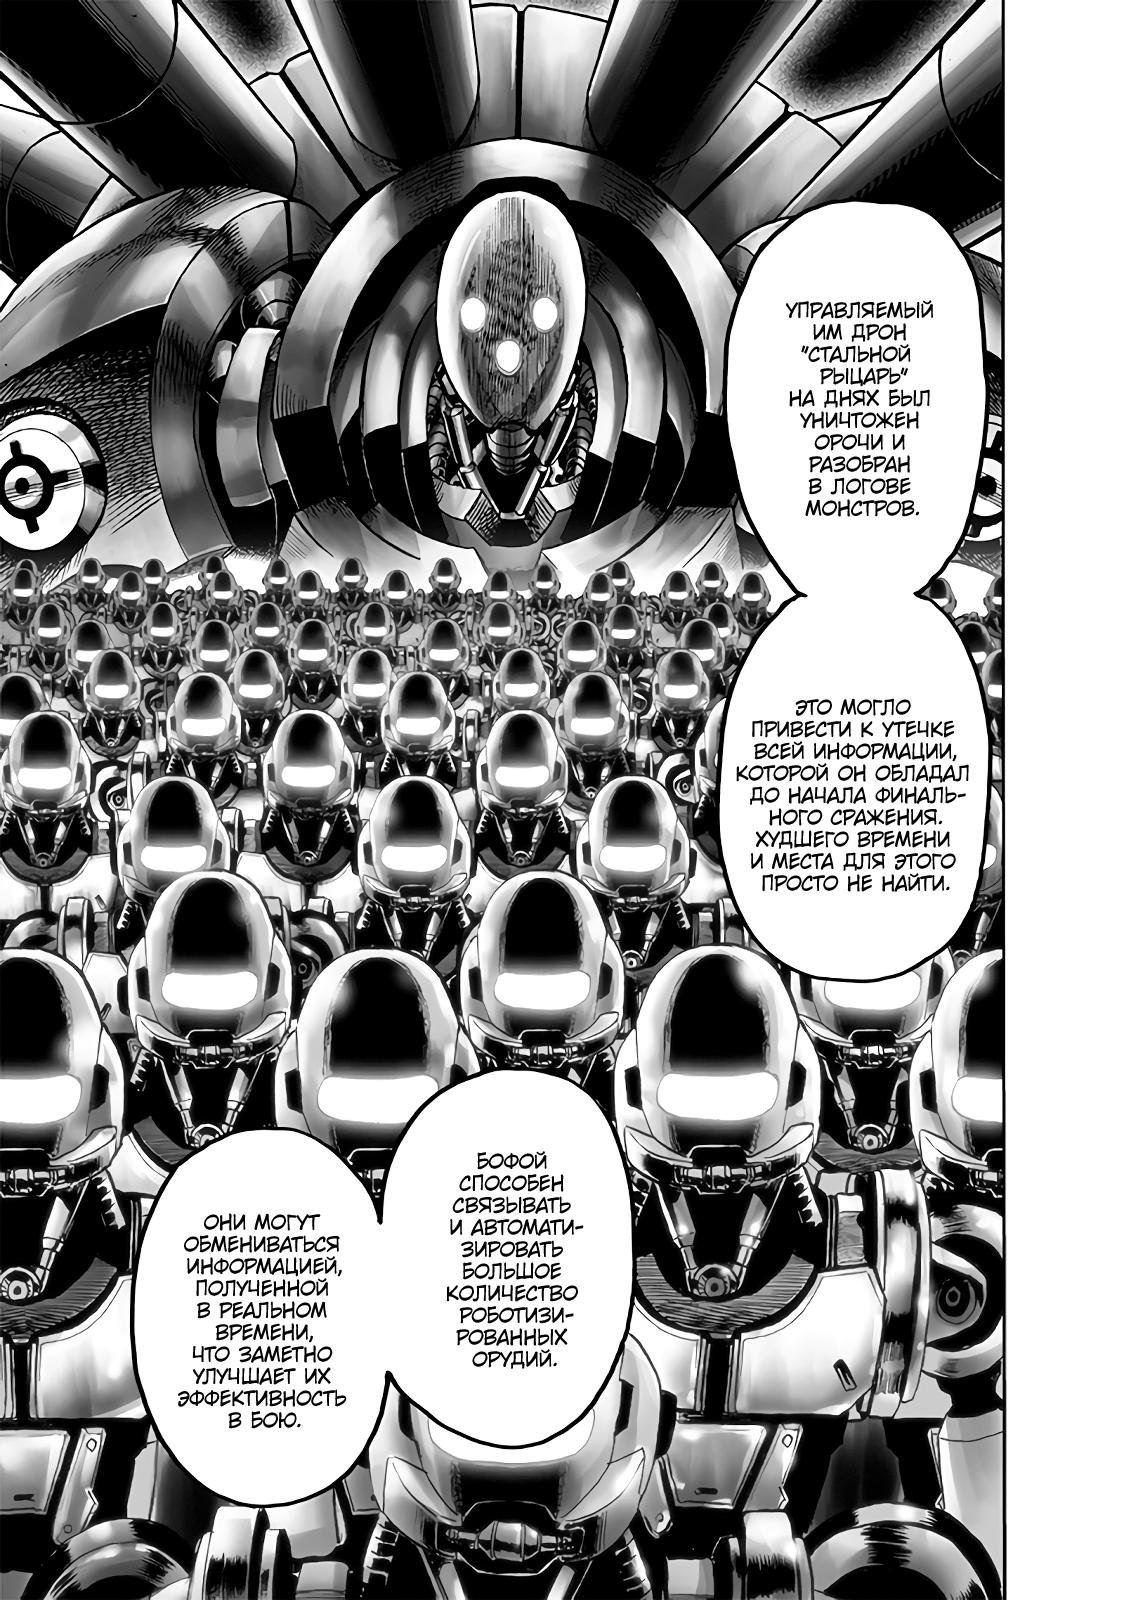 УПРАВЛЯЕМЫЙ
ИМ ДРОН
"СТАЛЬНОЙ
РЫЦАРЬ"
НА ДНЯХ БЫЛ
УНИЧТОЖЕН
ОРОЧИ И
РАЗОБРАН
В ЛОГОВЕ
МОНСТРОВ.
ЭТО МОГЛО
ПРИВЕСТИ К УТЕЧКЕ
ВСЕЙ ИНФОРМАЦИИ,
КОТОРОЙ ОН ОБЛАДАЛ
ДО НАЧАЛА ФИНАЛЬ-
НОГО СРАЖЕНИЯ.
ХУДШЕГО ВРЕМЕНИ
И МЕСТА ДЛЯ ЭТОГО
ПРОСТО НЕ НАЙТИ.
БОФОЙ
СПОСОБЕН
СВЯЗЫВАТЬ
И АВТОМАТИ-
ЗИРОВАТЬ
БОЛЬШОЕ
КОЛИЧЕСТВО
РОБОТИЗИ-
РОВАННЫХ
ОРУДИЙ.
ОНИ МОГУТ
ОБМЕНИВАТЬСЯ
ИНФОРМАЦИЕЙ,
ПОЛУЧЕННОЙ
В РЕАЛЬНОМ
ВРЕМЕНИ,
ЧТО ЗАМЕТНО
УЛУЧШАЕТ ИХ
ЭФФЕКТИВНОСТЬ
В БОЮ.